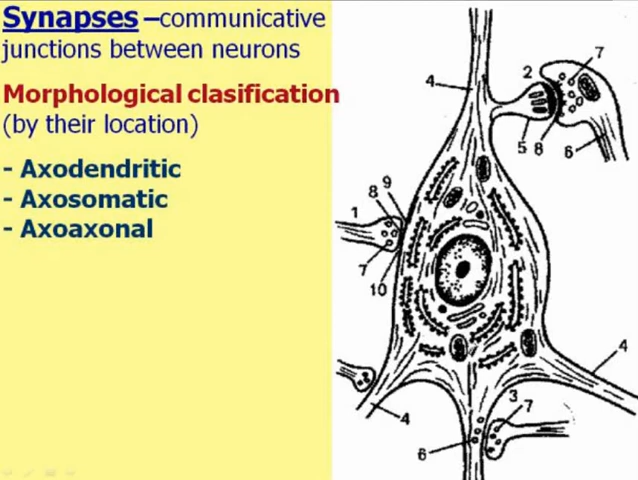 Synapses –communicative
junctions between neurons
Morphological clasification
(by their location)
- Axodendritic
- Axosomatic
- Axoaxonal
4
2
7
5
8
6
9
8
1
7
10
4
4
3
7
6